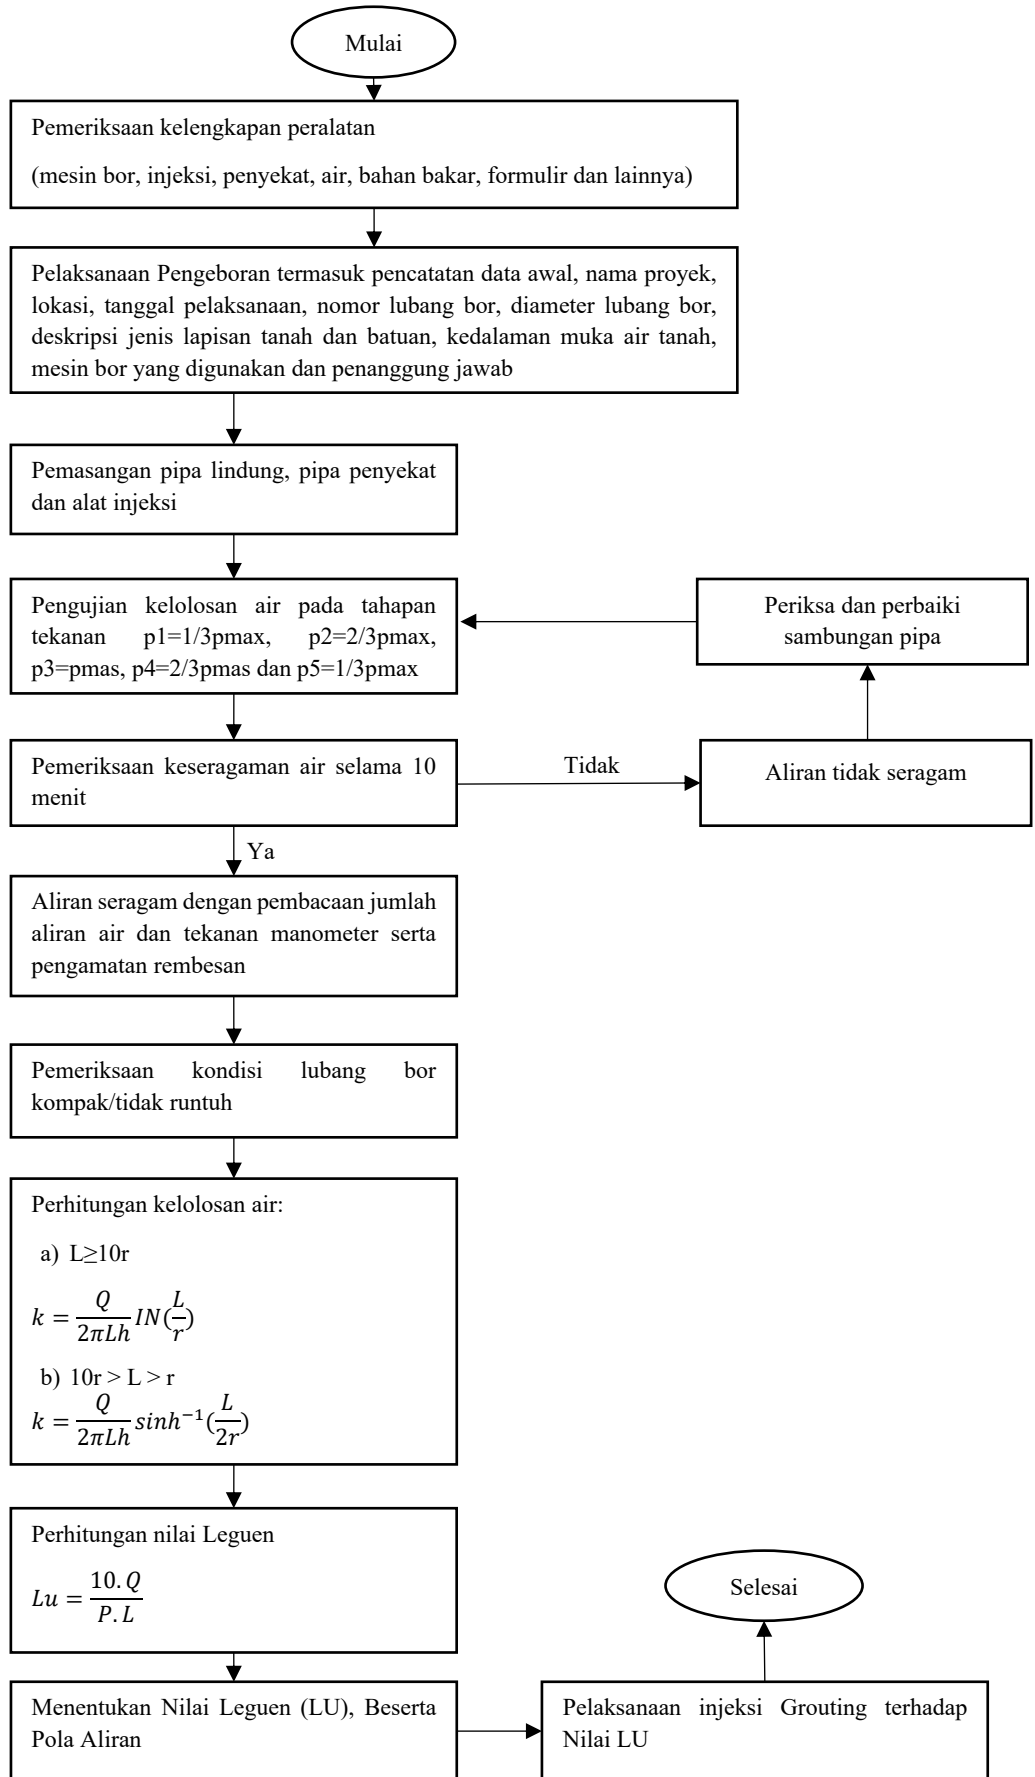 Mulai
Pemeriksaan kelengkapan peralatan
(mesin bor, injeksi, penyekat, air, bahan bakar, formulir dan lainnya)
Pelaksanaan Pengeboran termasuk pencatatan data awal, nama proyek,
lokasi, tanggal pelaksanaan, nomor lubang bor, diameter lubang bor,
deskripsi jenis lapisan tanah dan batuan, kedalaman muka air tanah,
mesin bor yang digunakan dan penanggung jawab
Pemasangan pipa lindung, pipa penyekat
dan alat injeksi
Pengujian kelolosan air pada tahapan
tekanan p1=1/3pmax, p2=2/3pmax,
p3=pmas, p4=2/3pmas dan p5=1/3pmax
Periksa dan perbaiki
sambungan pipa
Pemeriksaan keseragaman air selama 10
menit
Tidak
Aliran tidak seragam
Ya
Aliran seragam dengan pembacaan jumlah
aliran air dan tekanan manometer serta
pengamatan rembesan
Pemeriksaan kondisi lubang bor
kompak/tidak runtuh
Perhitungan kelolosan air:
a) L≥10r
k = Q/2πLh IN(L/r)
b) 10r > L > r
k = Q/2πLh sinh⁻¹(L/2r)
Perhitungan nilai Leguen
Lu = 10.Q/P.L
Menentukan Nilai Leguen (LU), Beserta
Pola Aliran
Pelaksanaan injeksi Grouting terhadap
Nilai LU
Selesai